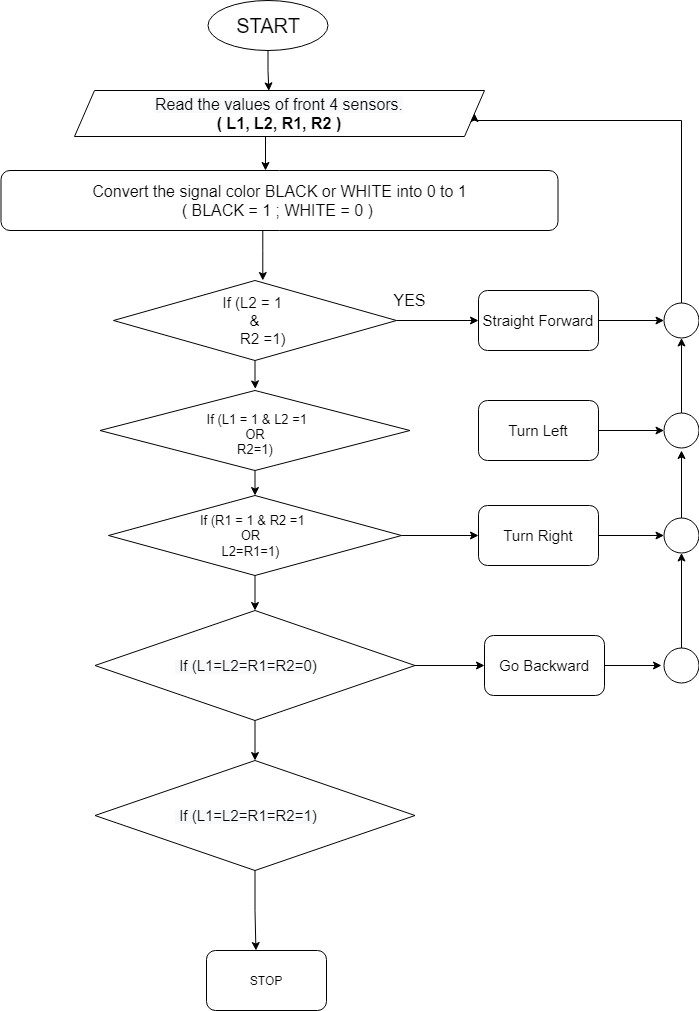 START
Read the values of front 4 sensors.
( L1, L2, R1, R2 )
Convert the signal color BLACK or WHITE into 0 to 1
( BLACK = 1 ; WHITE = 0 )
If (L2 = 1
&
R2 =1)
YES
Straight Forward
If (L1 = 1 & L2 =1
OR
R2=1)
Turn Left
If (R1 = 1 & R2 =1
OR
L2=R1=1)
Turn Right
If (L1=L2=R1=R2=0)
Go Backward
If (L1=L2=R1=R2=1)
STOP